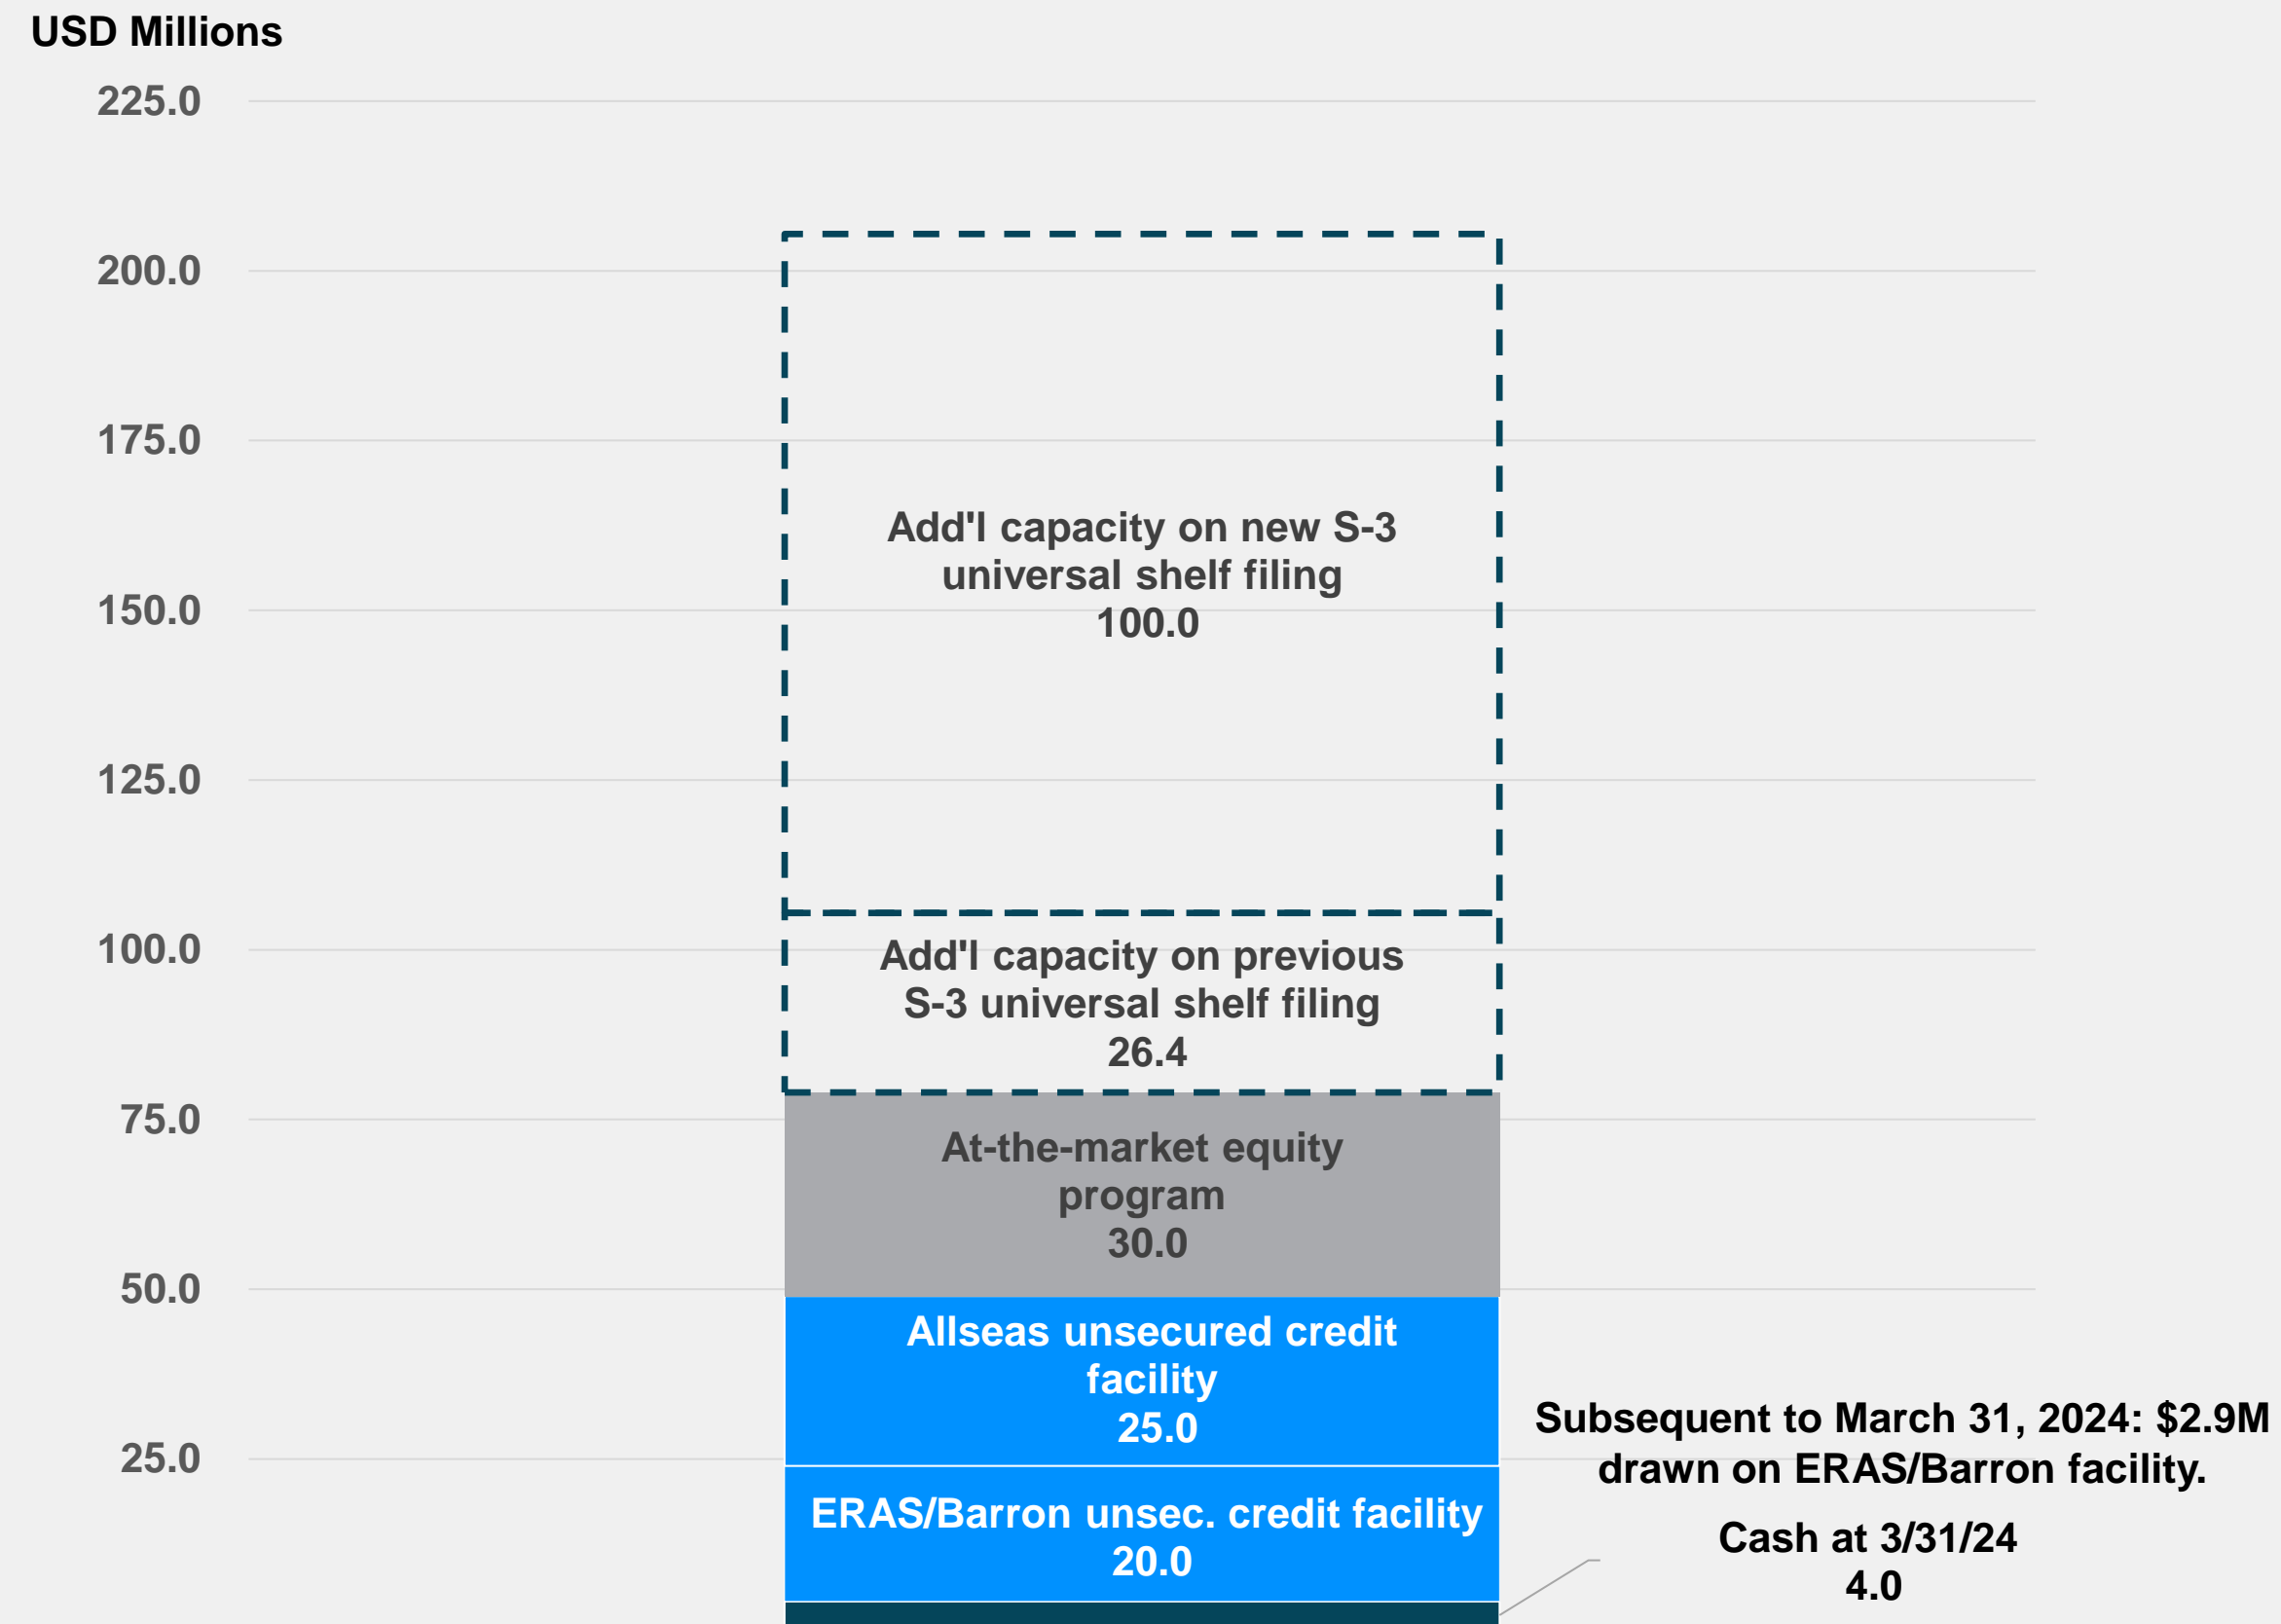 USD Millions
225.0
200.0
175.0
150.0
125.0
100.0
75.0
50.0
25.0
Add'l capacity on new S-3
universal shelf filing
100.0
Add'l capacity on previous
S-3 universal shelf filing
26.4
At-the-market equity
program
30.0
Allseas unsecured credit
facility
25.0
ERAS/Barron unsec. credit facility
20.0
Subsequent to March 31, 2024: $2.9M
drawn on ERAS/Barron facility.
Cash at 3/31/24
4.0